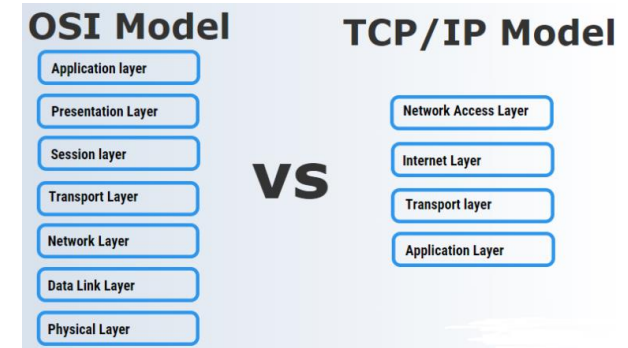 OSI Model
Application layer
Presentation Layer
Session layer
Transport Layer
Network Layer
Data Link Layer
Physical Layer
vs
TCP/IP Model
Network Access Layer
Internet Layer
Transport layer
Application Layer